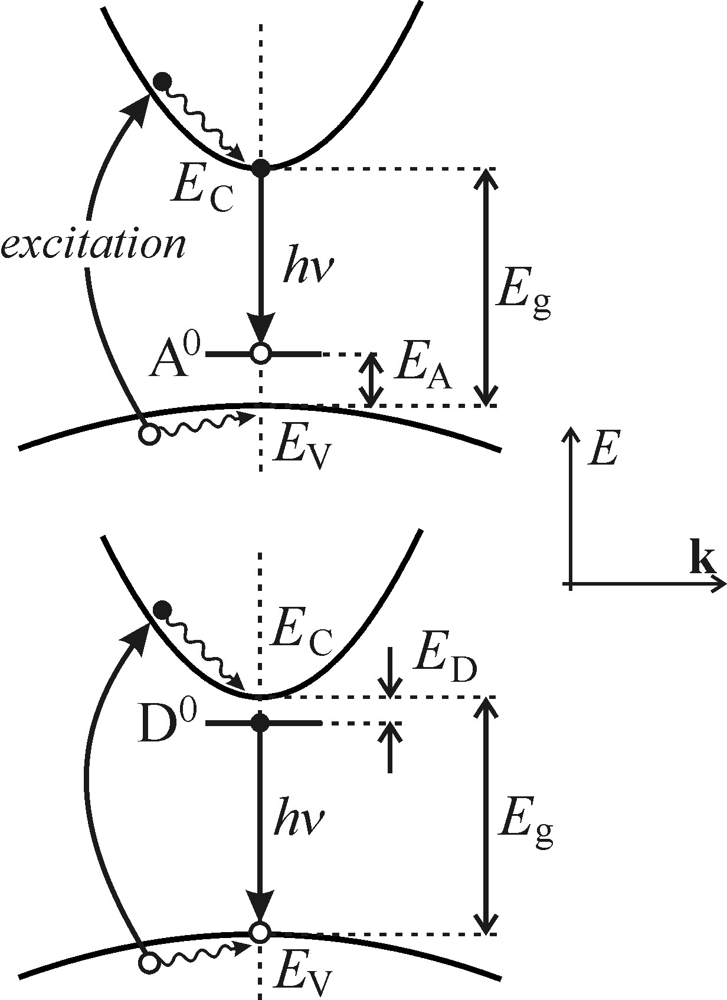 E_C
excitation
hν
E_g
A^0
E_A
E_V
E
k
E_C
E_D
D^0
hν
E_g
E_V